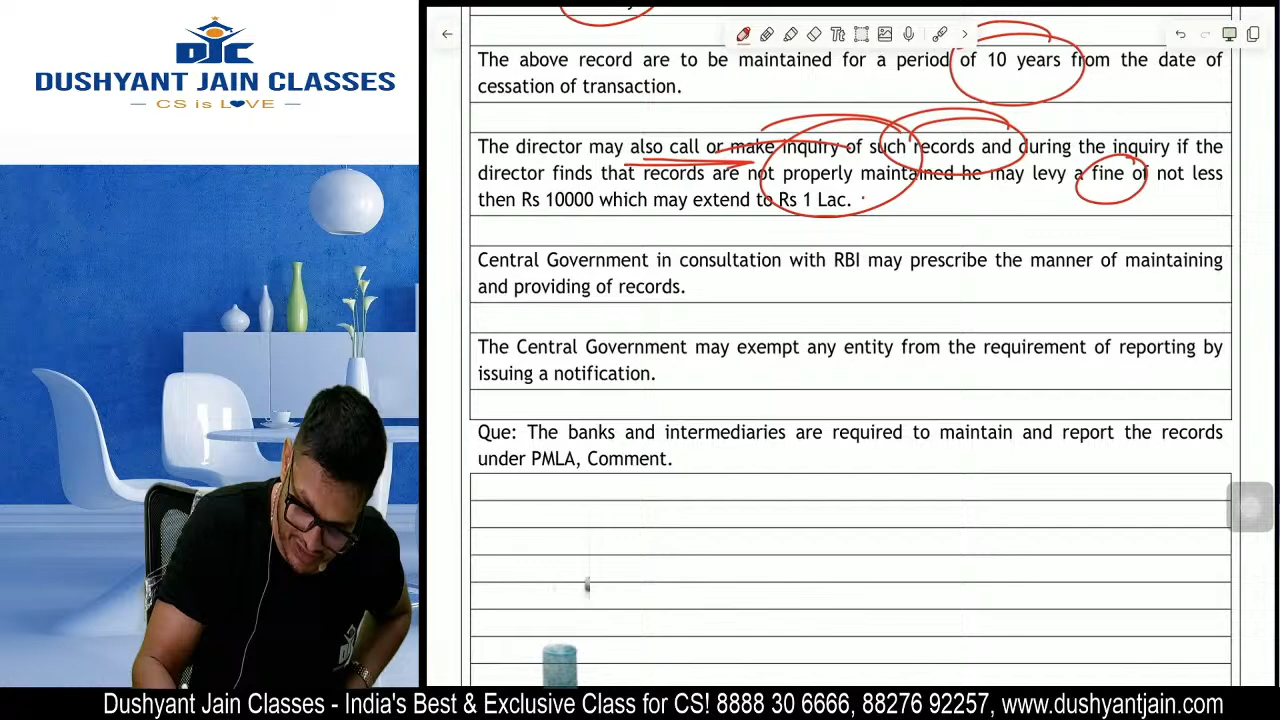 DJC
DUSHYANT JAIN CLASSES
CS is L VE
The above record are to be maintained for a period of 10 years from the date of
cessation of transaction.
The director may also call or make inquiry of such records and during the inquiry if the
director finds that records are not properly maintained he may levy a fine of not less
then Rs 10000 which may extend to Rs 1 Lac.
Central Government in consultation with RBI may prescribe the manner of maintaining
and providing of records.
The Central Government may exempt any entity from the requirement of reporting by
issuing a notification.
Que: The banks and intermediaries are required to maintain and report the records
under PMLA, Comment.
Dushyant Jain Classes - India's Best & Exclusive Class for CS! 8888 30 6666, 88276 92257, www.dushyantjain.com